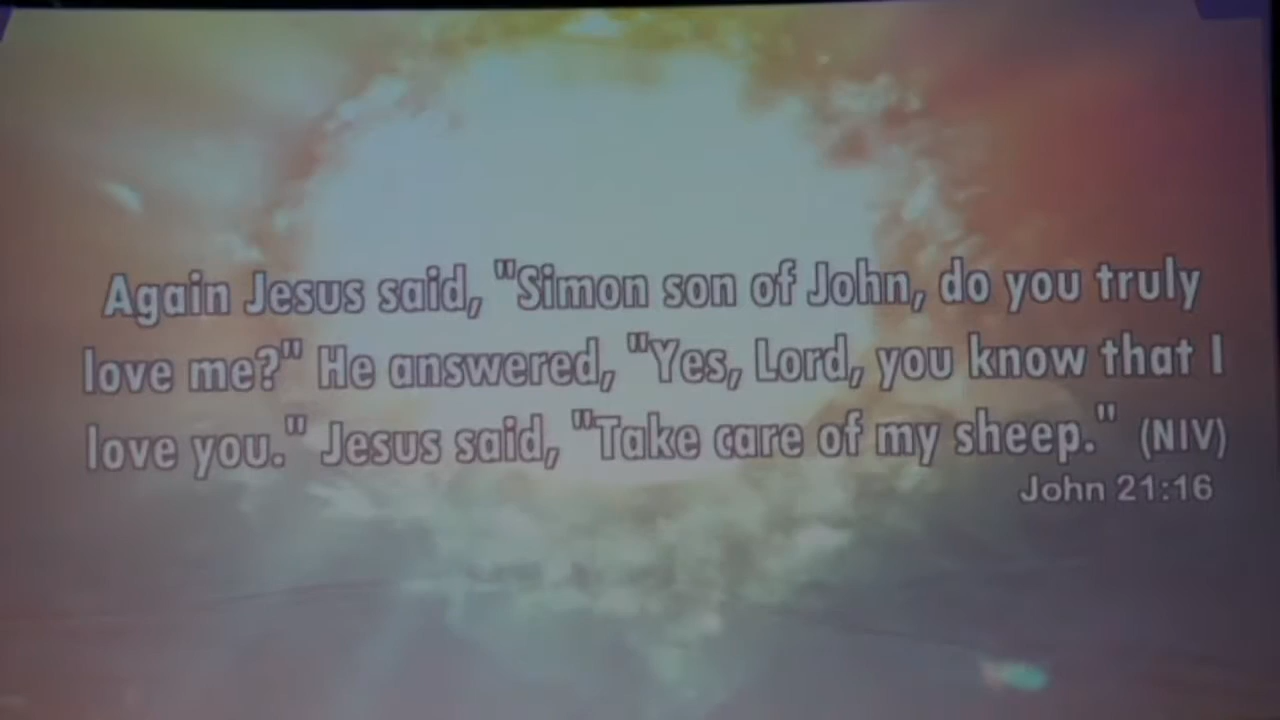 Again Jesus said, "Simon son of John, do you truly
love me?" He answered, "Yes, Lord, you know that I
love you." Jesus said, "Take care of my sheep." (NIV)
John 21:16